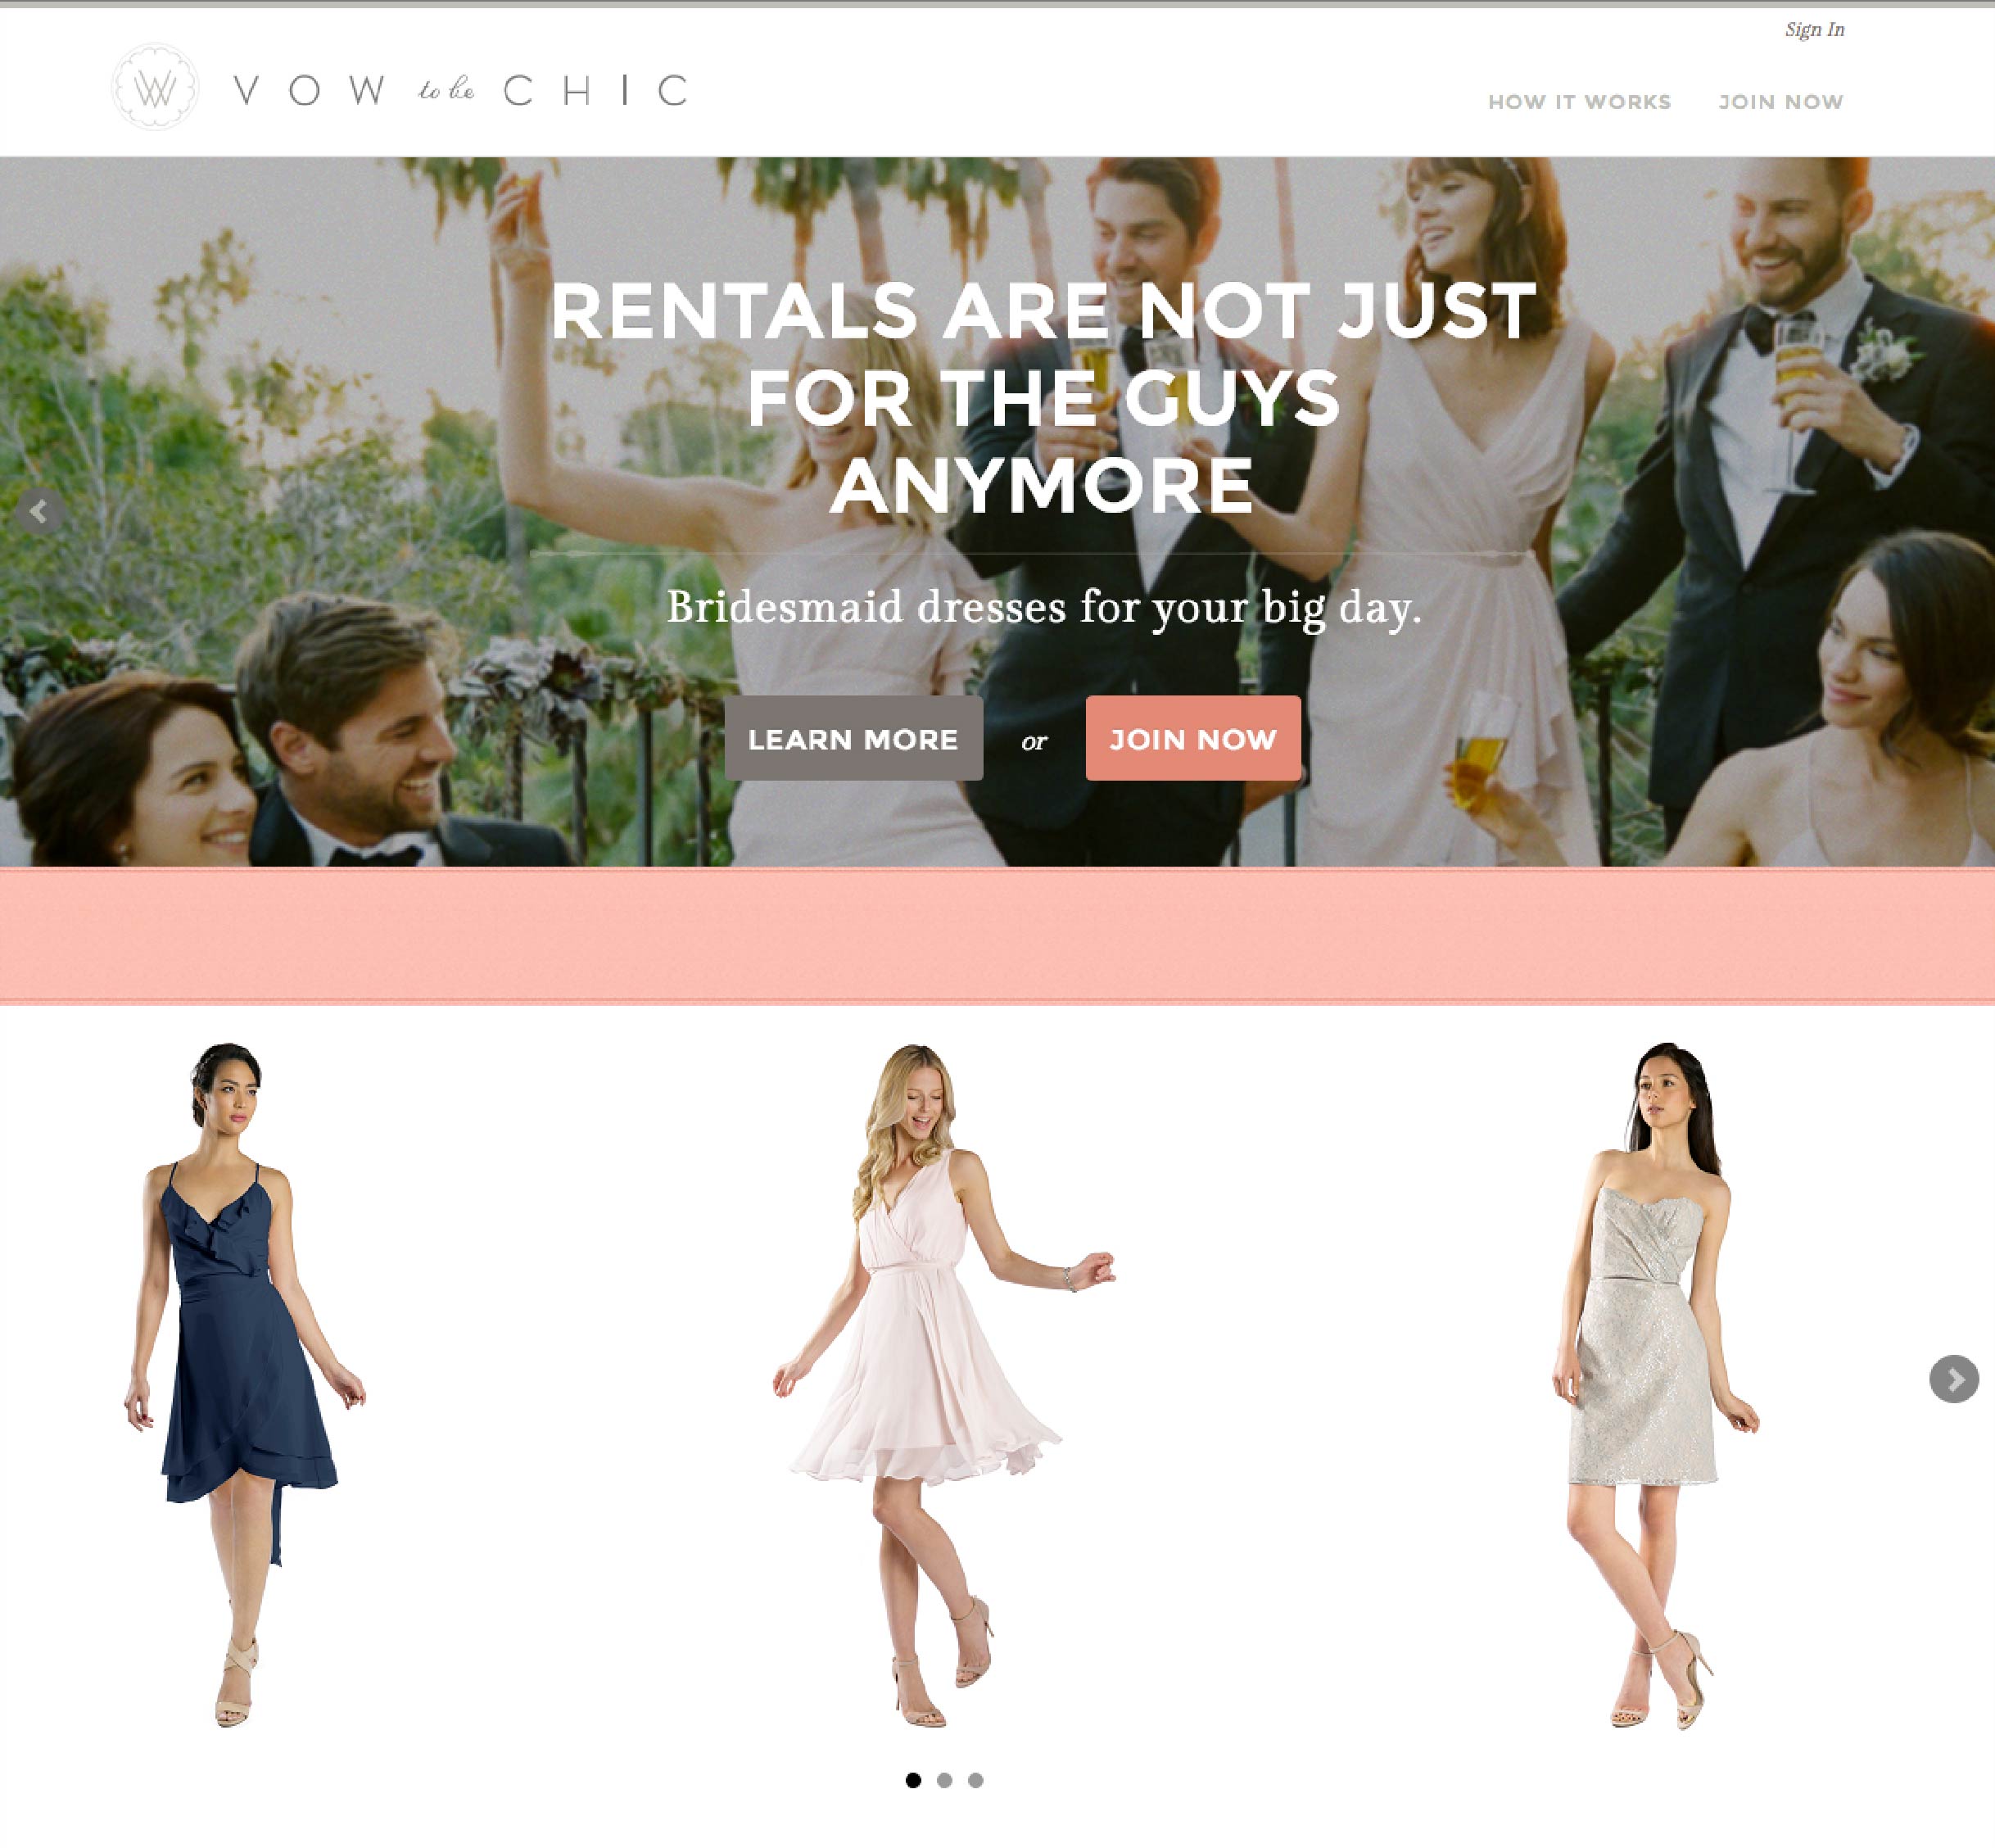 Sign In
W VOW to be CHIC
HOW IT WORKS JOIN NOW
RENTALS ARE NOT JUST
FOR THE GUYS
ANYMORE
Bridesmaid dresses for your big day.
LEARN MORE or JOIN NOW